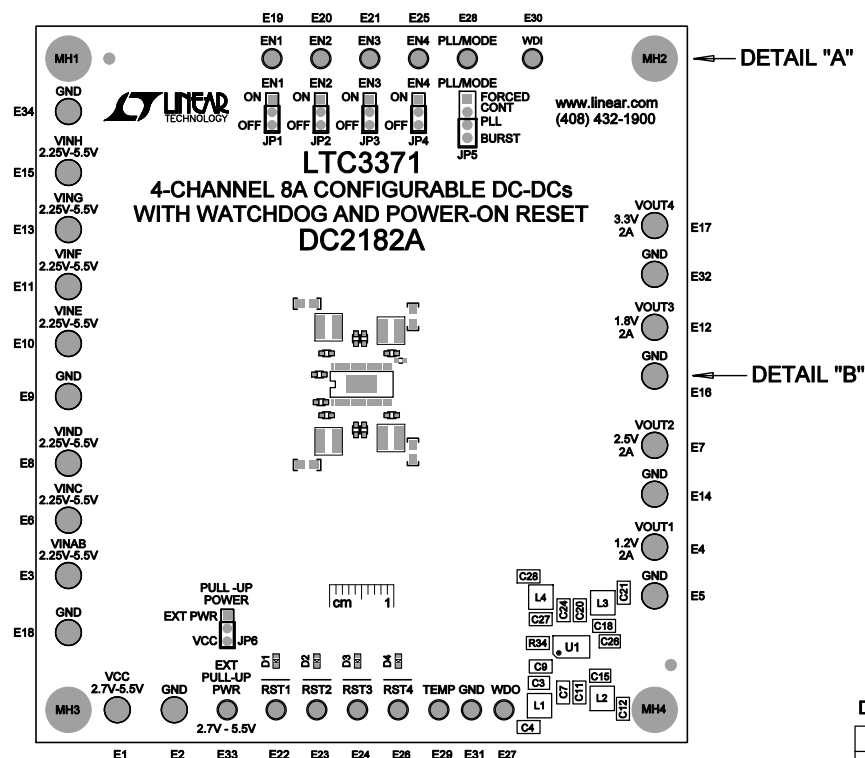 E19 E20 E21 E25 E28 E30
EN1 EN2 EN3 EN4 PLL/MODE WDI
MH1 MH2 DETAIL "A"
EN1 EN2 EN3 EN4 PLL/MODE
ON ON ON ON FORCED
CONT
PLL
OFF OFF OFF OFF BURST
JP1 JP2 JP3 JP4 JP5
LINEAR
TECHNOLOGY
www.linear.com
(408) 432-1900
LTC3371
4-CHANNEL 8A CONFIGURABLE DC-DCs
WITH WATCHDOG AND POWER-ON RESET
DC2182A
GND
E34
VINH
2.25V-5.5V
E15
VING
2.25V-5.5V
E13
VINF
2.25V-5.5V
E11
VINE
2.25V-5.5V
E10
GND
E9
VIND
2.25V-5.5V
E8
VINC
2.25V-5.5V
E6
VINAB
2.25V-5.5V
E3
GND
E18
VOUT4
3.3V
2A
E17
GND
E32
VOUT3
1.8V
2A
E12
GND
DETAIL "B"
E16
VOUT2
2.5V
2A
E7
GND
E14
VOUT1
1.2V
2A
E4
GND
E5
PULL -UP
POWER
EXT PWR
VCC JP6
cm 1
C28
L4 C24 C20 L3 C21
C27 C18
R34 U1 C26
C9
C3 C7 C11 C15
L1 L2 C12
C4
D1 D2 D3 D4
MH3 MH4
VCC
2.7V-5.5V
GND
EXT
PULL-UP
PWR
2.7V - 5.5V
RST1 RST2 RST3 RST4 TEMP GND WDO
E1 E2 E33 E22 E23 E24 E26 E29 E31 E27
D